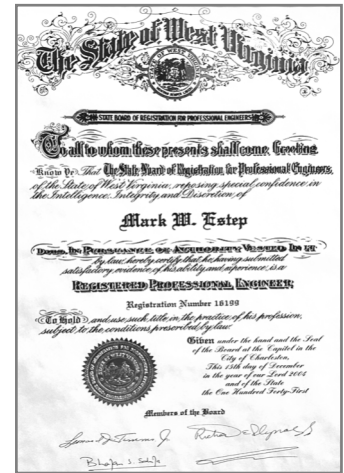 The State of West Virginia
STATE BOARD OF REGISTRATION FOR PROFESSIONAL ENGINEERS
To all to whom these presents shall come, Greeting
Know Ye That The State Board of Registration for Professional Engineers
of the State of West Virginia, reposing special confidence in
the Intelligence, Integrity and Discretion of
Mark W. Estep
DOES, IN PURSUANCE OF AUTHORITY VESTED IN IT
by law, hereby certify that he having submitted
satisfactory evidence of his ability and experience, is a
REGISTERED PROFESSIONAL ENGINEER
Registration Number 16199
To Hold and use such title in the practice of his profession,
subject to the conditions prescribed by law.
Given under the hand and the Seal
of the Board at the Capitol in the
City of Charleston,
This 15th day of December
in the year of our Lord 2004
and of the State
the One Hundred Forty-First
Members of the Board